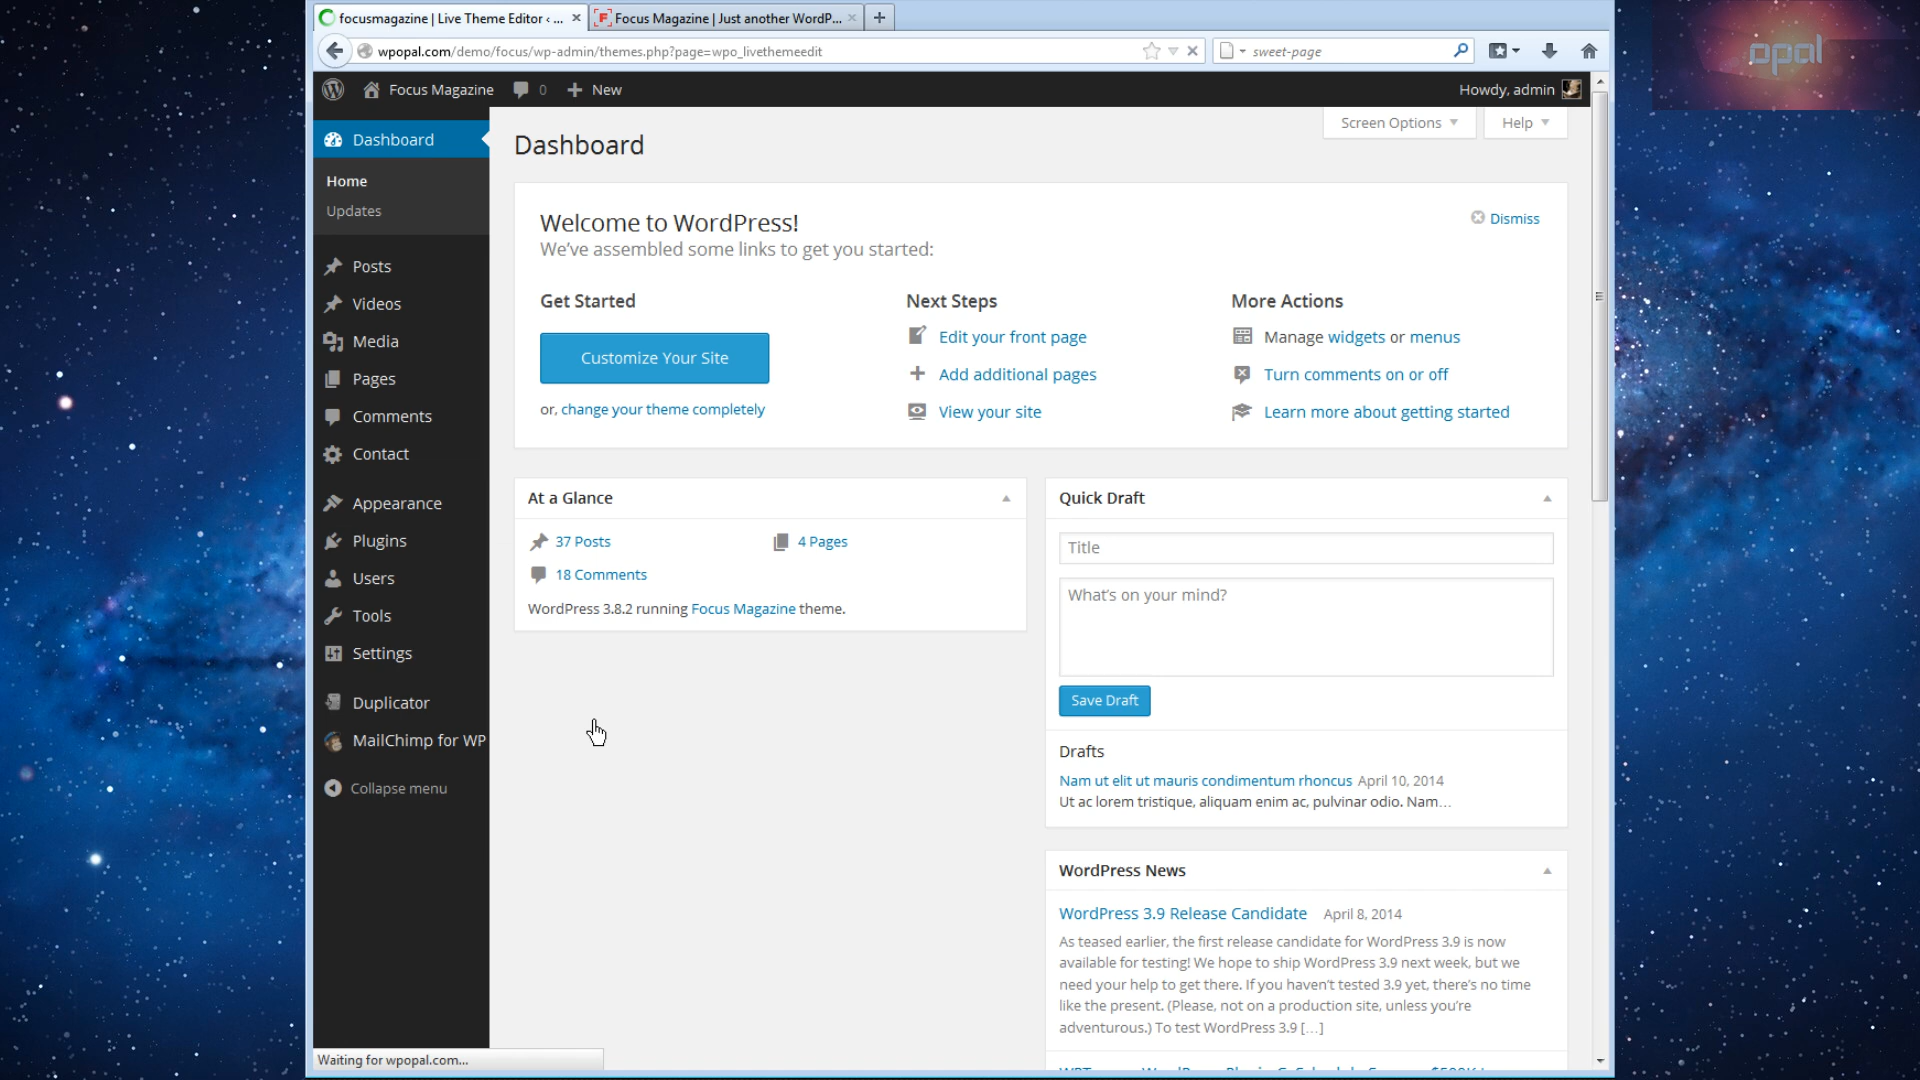 focusmagazine | Live Theme Editor ‹ ...
Focus Magazine | Just another WordP...
wpopal.com/demo/focus/wp-admin/themes.php?page=wpo_livethemeedit
sweet-page
opal
Focus Magazine
0
New
Howdy, admin
Dashboard
Home
Updates
Posts
Videos
Media
Pages
Comments
Contact
Appearance
Plugins
Users
Tools
Settings
Duplicator
MailChimp for WP
Collapse menu
Screen Options
Help
Dashboard
Welcome to WordPress!
We’ve assembled some links to get you started:
Dismiss
Get Started
Customize Your Site
or, change your theme completely
Next Steps
Edit your front page
Add additional pages
View your site
More Actions
Manage widgets or menus
Turn comments on or off
Learn more about getting started
At a Glance
37 Posts
4 Pages
18 Comments
WordPress 3.8.2 running Focus Magazine theme.
Quick Draft
Title
What’s on your mind?
Save Draft
Drafts
Nam ut elit ut mauris condimentum rhoncus April 10, 2014
Ut ac lorem tristique, aliquam enim ac, pulvinar odio. Nam…
WordPress News
WordPress 3.9 Release Candidate April 8, 2014
As teased earlier, the first release candidate for WordPress 3.9 is now
available for testing! We hope to ship WordPress 3.9 next week, but we
need your help to get there. If you haven’t tested 3.9 yet, there’s no time
like the present. (Please, not on a production site, unless you’re
adventurous.) To test WordPress 3.9 […]
Waiting for wpopal.com...